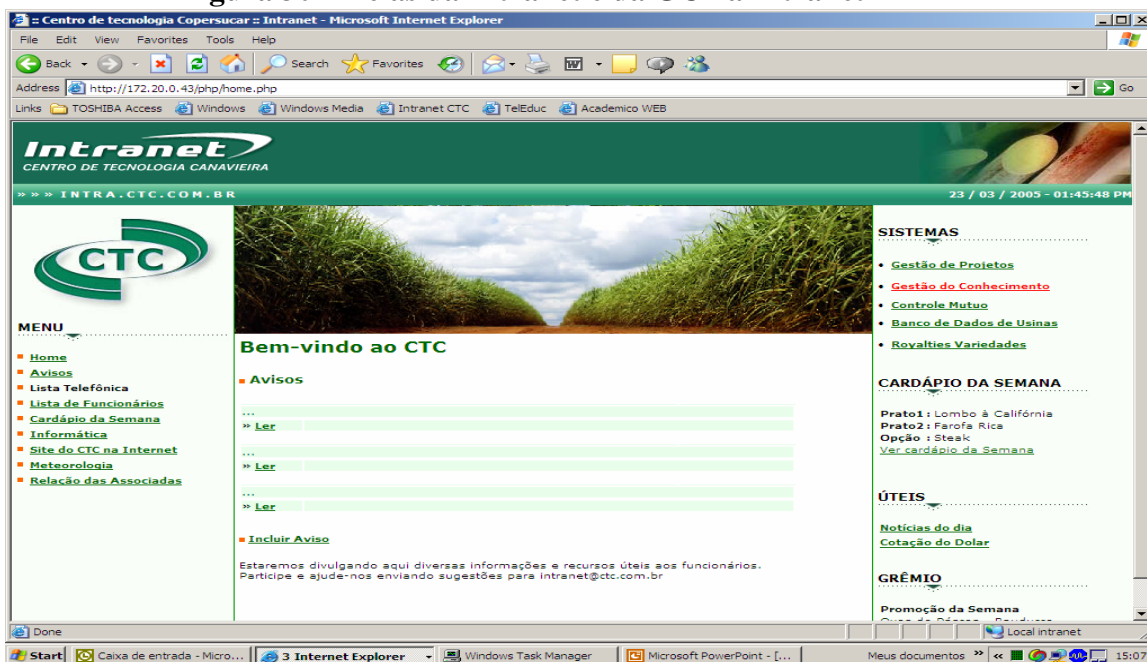 :: Centro de tecnologia Copersucar :: Intranet - Microsoft Internet Explorer
File Edit View Favorites Tools Help
Back Search Favorites
Address http://172.20.0.43/php/home.php Go
Links TOSHIBA Access Windows Windows Media Intranet CTC TelEduc Academico WEB
Intranet
CENTRO DE TECNOLOGIA CANAVIEIRA
» » » INTRA.CTC.COM.BR
23 / 03 / 2005 - 01:45:48 PM
CTC
MENU
Home
Avisos
Lista Telefônica
Lista de Funcionários
Cardápio da Semana
Informática
Site do CTC na Internet
Meteorologia
Relação das Associadas
Bem-vindo ao CTC
Avisos
...
» Ler
...
» Ler
...
» Ler
Incluir Aviso
Estaremos divulgando aqui diversas informações e recursos úteis aos funcionários.
Participe e ajude-nos enviando sugestões para intranet@ctc.com.br
SISTEMAS
• Gestão de Projetos
• Gestão do Conhecimento
• Controle Mutuo
• Banco de Dados de Usinas
• Royalties Variedades
CARDÁPIO DA SEMANA
Prato1 : Lombo à Califórnia
Prato2 : Farofa Rica
Opção : Steak
Ver cardápio da Semana
ÚTEIS
Notícias do dia
Cotação do Dolar
GRÊMIO
Promoção da Semana
Done
Local intranet
Start Caixa de entrada - Micro... 3 Internet Explorer Windows Task Manager Microsoft PowerPoint - [... Meus documentos » « 15:07